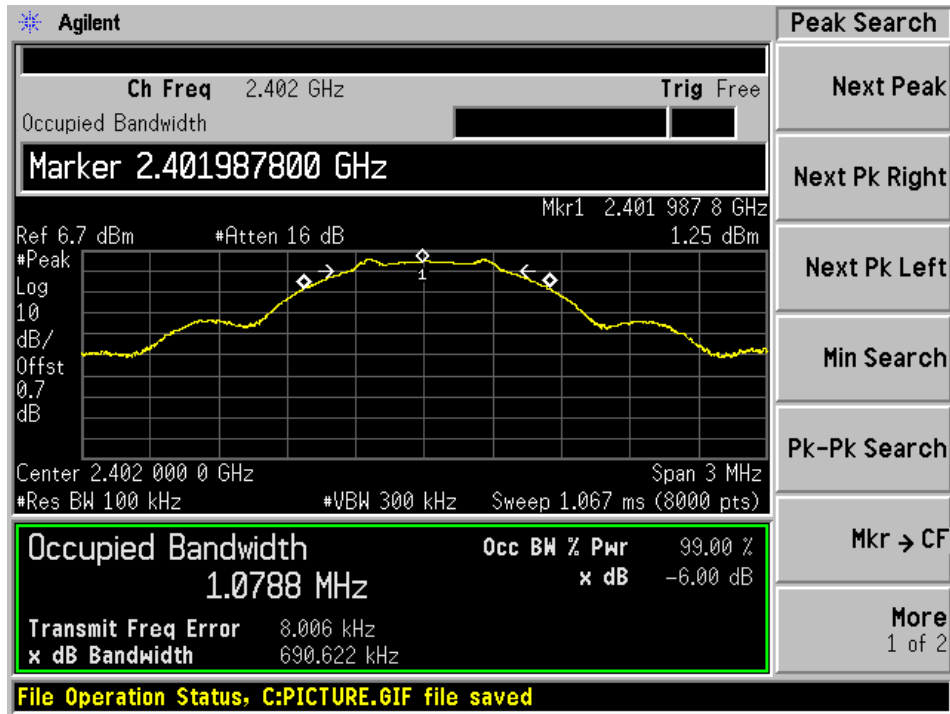 Agilent
Peak Search
Ch Freq 2.402 GHz Trig Free
Occupied Bandwidth
Marker 2.401987800 GHz
Mkr1 2.401 987 8 GHz
Ref 6.7 dBm #Atten 16 dB 1.25 dBm
#Peak
Log
10
dB/
Offst
0.7
dB
1
Center 2.402 000 0 GHz Span 3 MHz
#Res BW 100 kHz #VBW 300 kHz Sweep 1.067 ms (8000 pts)
Occupied Bandwidth Occ BW % Pwr 99.00 %
1.0788 MHz x dB -6.00 dB
Transmit Freq Error 8.006 kHz
x dB Bandwidth 690.622 kHz
File Operation Status, C:PICTURE.GIF file saved
Next Peak
Next Pk Right
Next Pk Left
Min Search
Pk-Pk Search
Mkr → CF
More
1 of 2